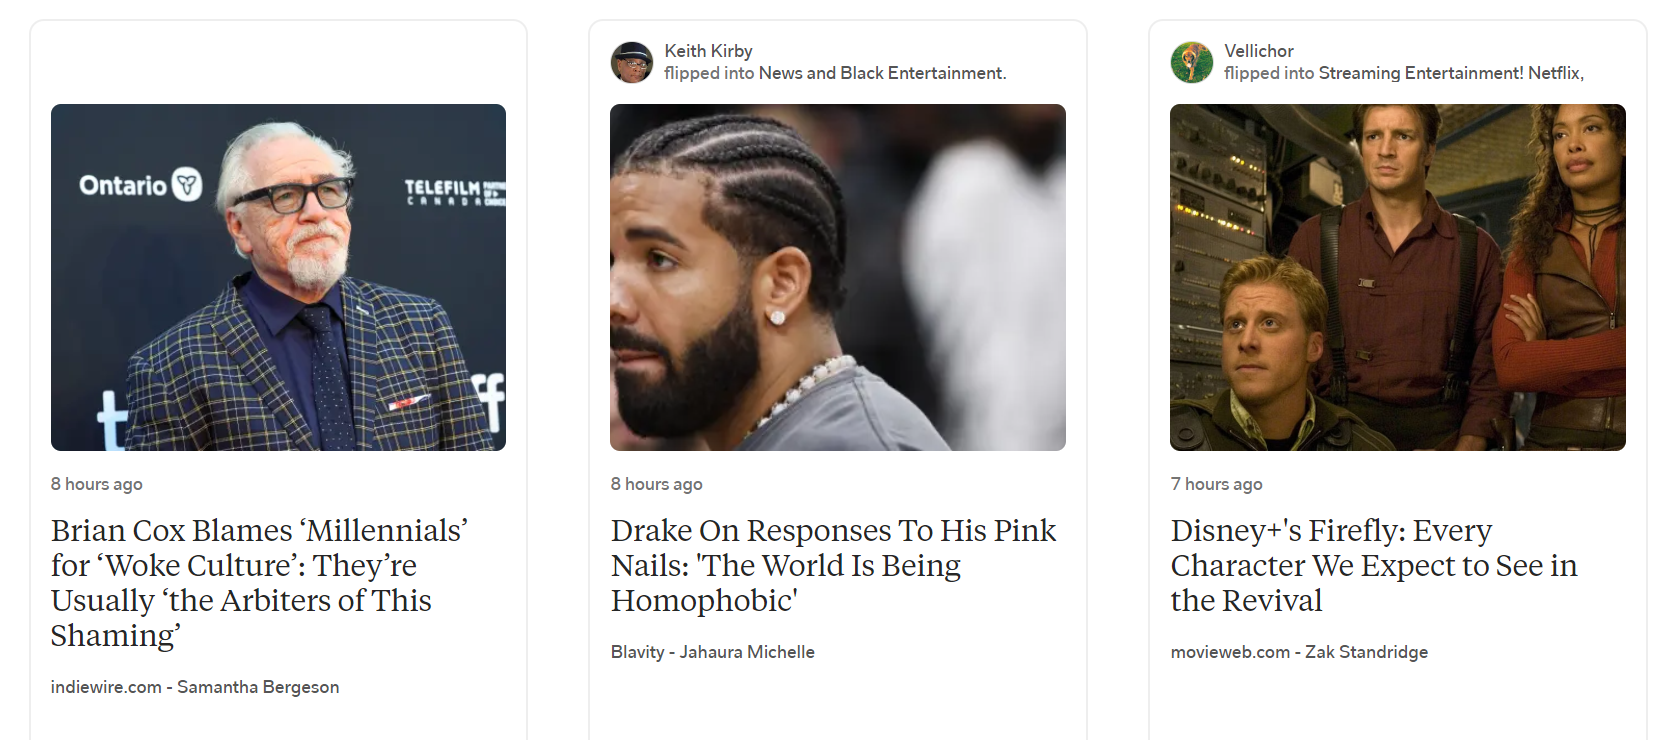 Ontario
TELEFILM
CANADA
t
ff
8 hours ago
Brian Cox Blames ‘Millennials’
for ‘Woke Culture’: They’re
Usually ‘the Arbiters of This
Shaming’
indiewire.com - Samantha Bergeson
Keith Kirby
flipped into News and Black Entertainment.
8 hours ago
Drake On Responses To His Pink
Nails: 'The World Is Being
Homophobic'
Blavity - Jahaura Michelle
Vellichor
flipped into Streaming Entertainment! Netflix,
7 hours ago
Disney+'s Firefly: Every
Character We Expect to See in
the Revival
movieweb.com - Zak Standridge